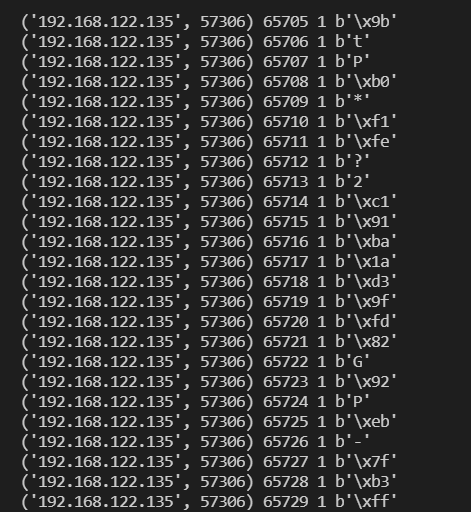 ('192.168.122.135', 57306) 65705 1 b'\x9b'
('192.168.122.135', 57306) 65706 1 b't'
('192.168.122.135', 57306) 65707 1 b'P'
('192.168.122.135', 57306) 65708 1 b'\xb0'
('192.168.122.135', 57306) 65709 1 b'*'
('192.168.122.135', 57306) 65710 1 b'\xf1'
('192.168.122.135', 57306) 65711 1 b'\xfe'
('192.168.122.135', 57306) 65712 1 b'?'
('192.168.122.135', 57306) 65713 1 b'2'
('192.168.122.135', 57306) 65714 1 b'\xc1'
('192.168.122.135', 57306) 65715 1 b'\x91'
('192.168.122.135', 57306) 65716 1 b'\xba'
('192.168.122.135', 57306) 65717 1 b'\x1a'
('192.168.122.135', 57306) 65718 1 b'\xd3'
('192.168.122.135', 57306) 65719 1 b'\x9f'
('192.168.122.135', 57306) 65720 1 b'\xfd'
('192.168.122.135', 57306) 65721 1 b'\x82'
('192.168.122.135', 57306) 65722 1 b'G'
('192.168.122.135', 57306) 65723 1 b'\x92'
('192.168.122.135', 57306) 65724 1 b'P'
('192.168.122.135', 57306) 65725 1 b'\xeb'
('192.168.122.135', 57306) 65726 1 b'-'
('192.168.122.135', 57306) 65727 1 b'\x7f'
('192.168.122.135', 57306) 65728 1 b'\xb3'
('192.168.122.135', 57306) 65729 1 b'\xff'